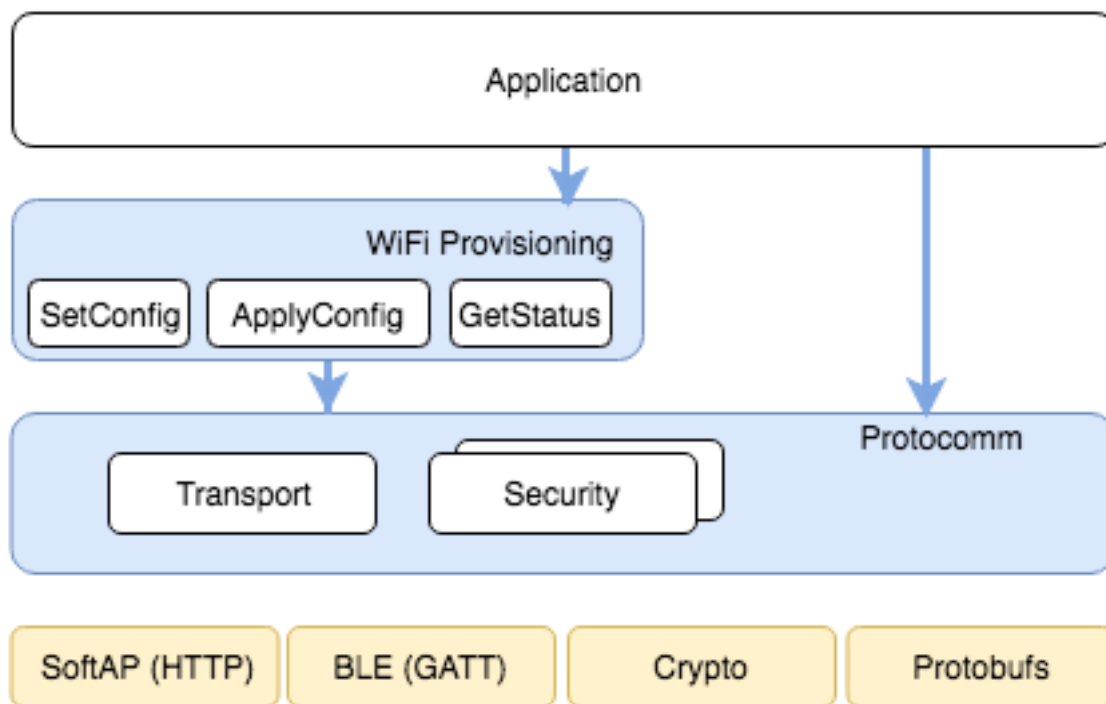 Application
WiFi Provisioning
SetConfig
ApplyConfig
GetStatus
Protocomm
Transport
Security
SoftAP (HTTP)
BLE (GATT)
Crypto
Protobufs